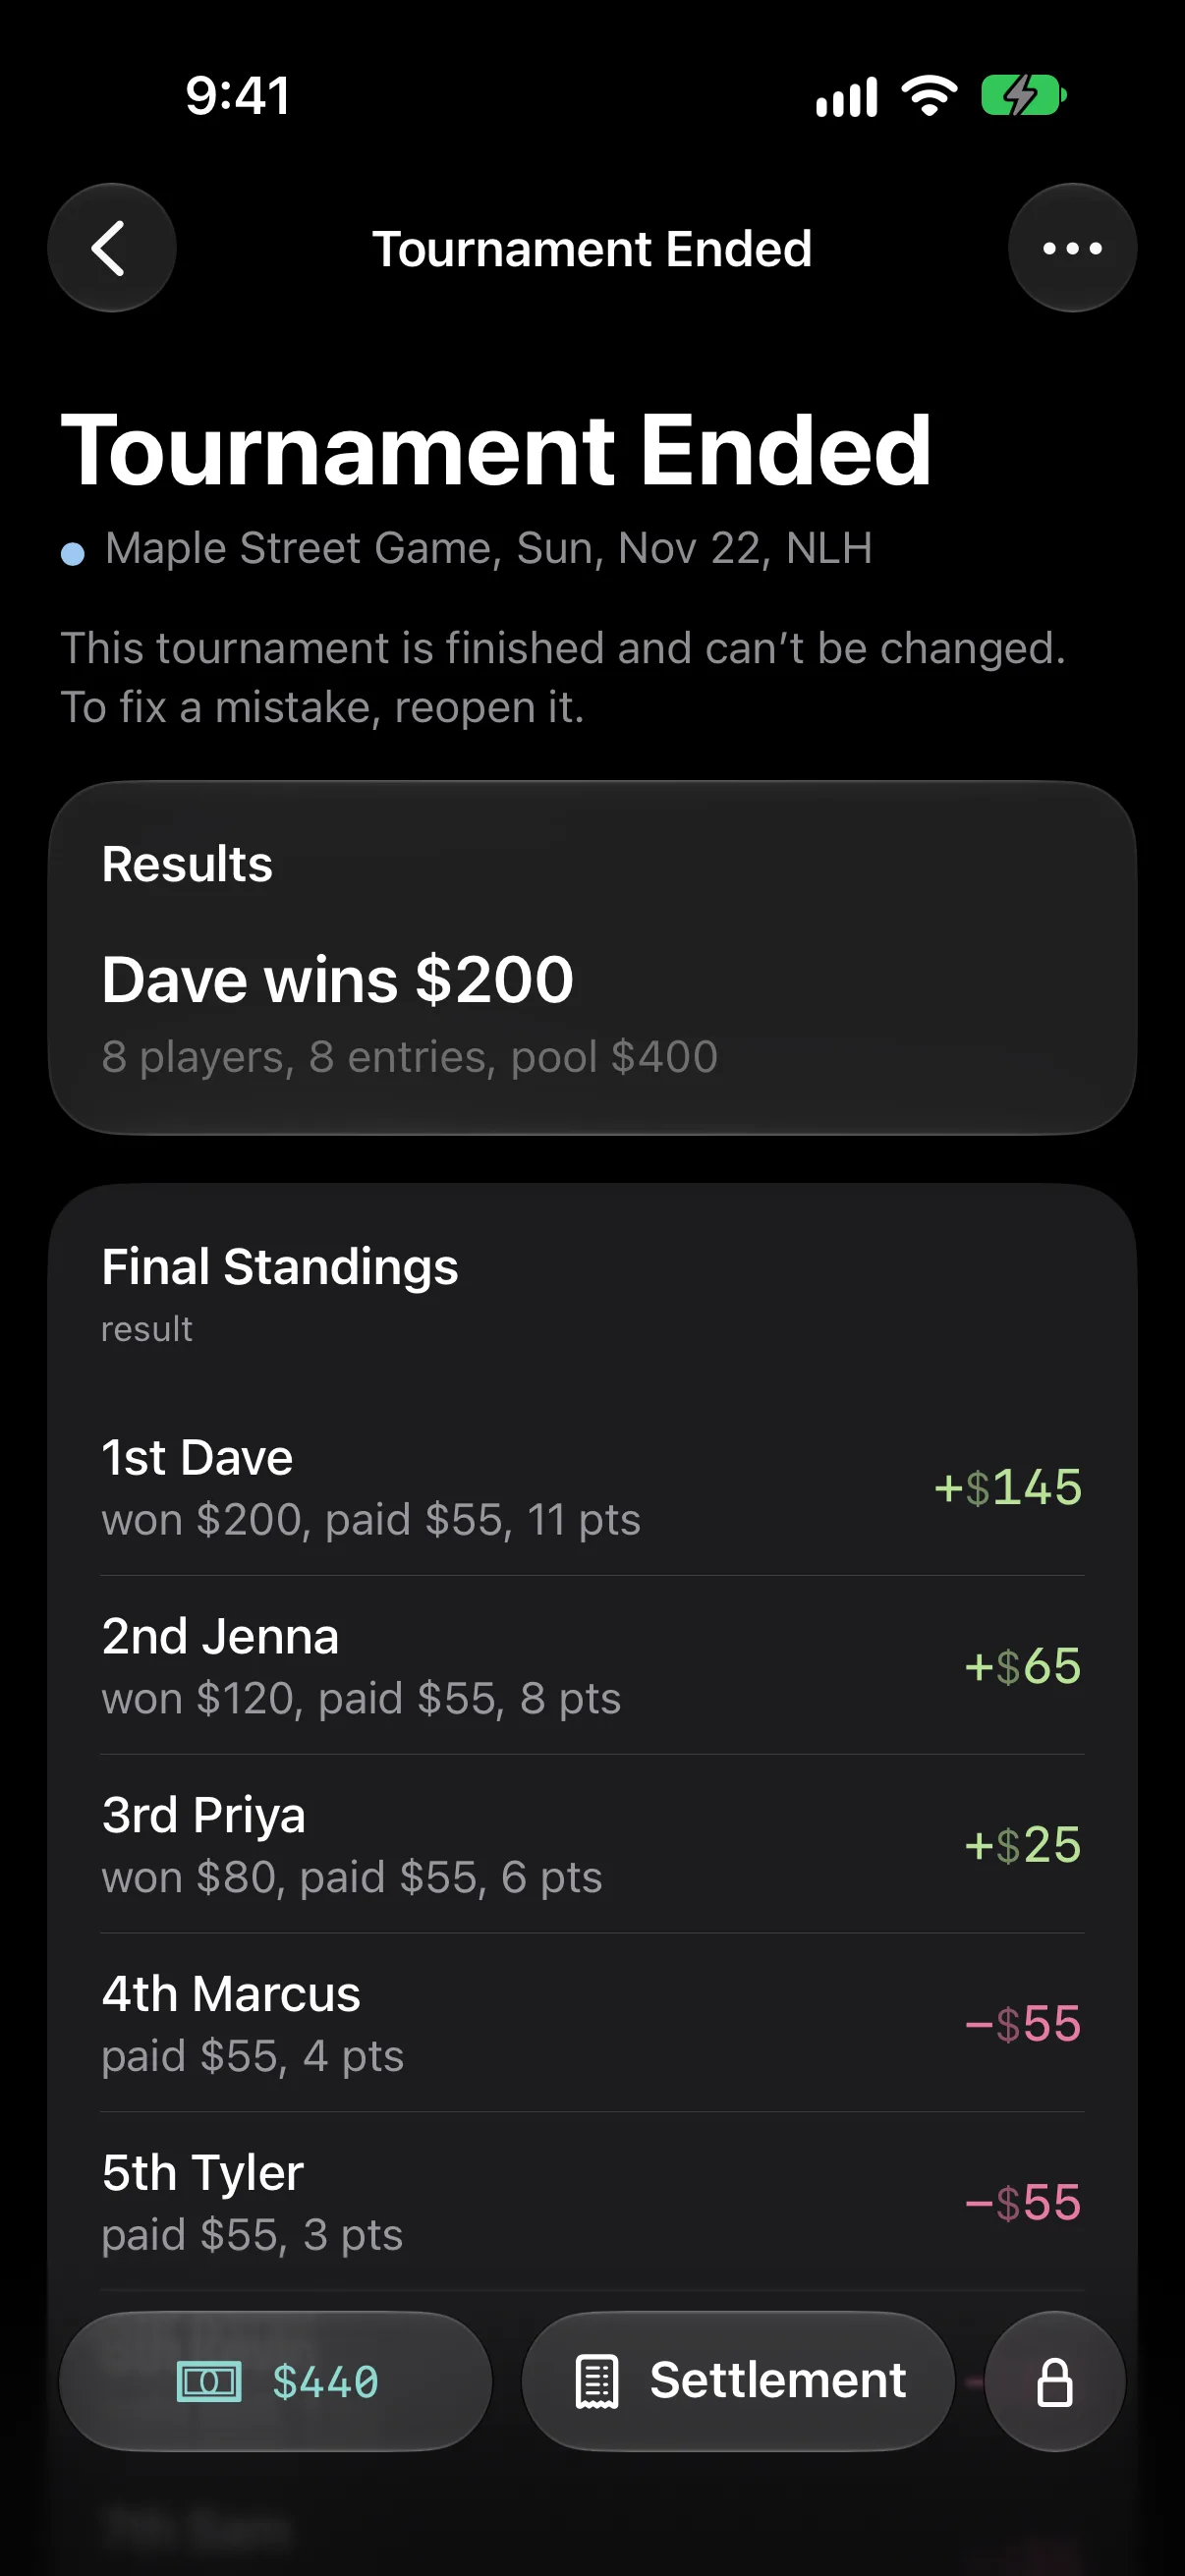 9:41
Tournament Ended
Tournament Ended
Maple Street Game, Sun, Nov 22, NLH
This tournament is finished and can’t be changed.
To fix a mistake, reopen it.
Results
Dave wins $200
8 players, 8 entries, pool $400
Final Standings
result
1st Dave
+$145
won $200, paid $55, 11 pts
2nd Jenna
+$65
won $120, paid $55, 8 pts
3rd Priya
+$25
won $80, paid $55, 6 pts
4th Marcus
−$55
paid $55, 4 pts
5th Tyler
−$55
paid $55, 3 pts
$440
Settlement
7th Sam